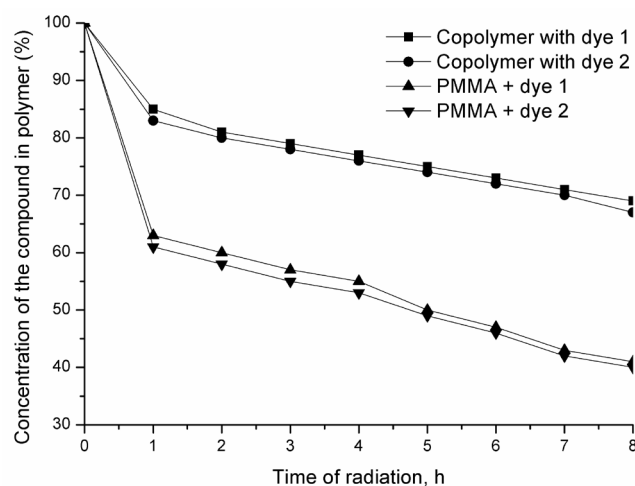 Concentration of the compound in polymer (%)
100
90
80
70
60
50
40
30
Copolymer with dye 1
Copolymer with dye 2
PMMA + dye 1
PMMA + dye 2
0 1 2 3 4 5 6 7 8
Time of radiation, h